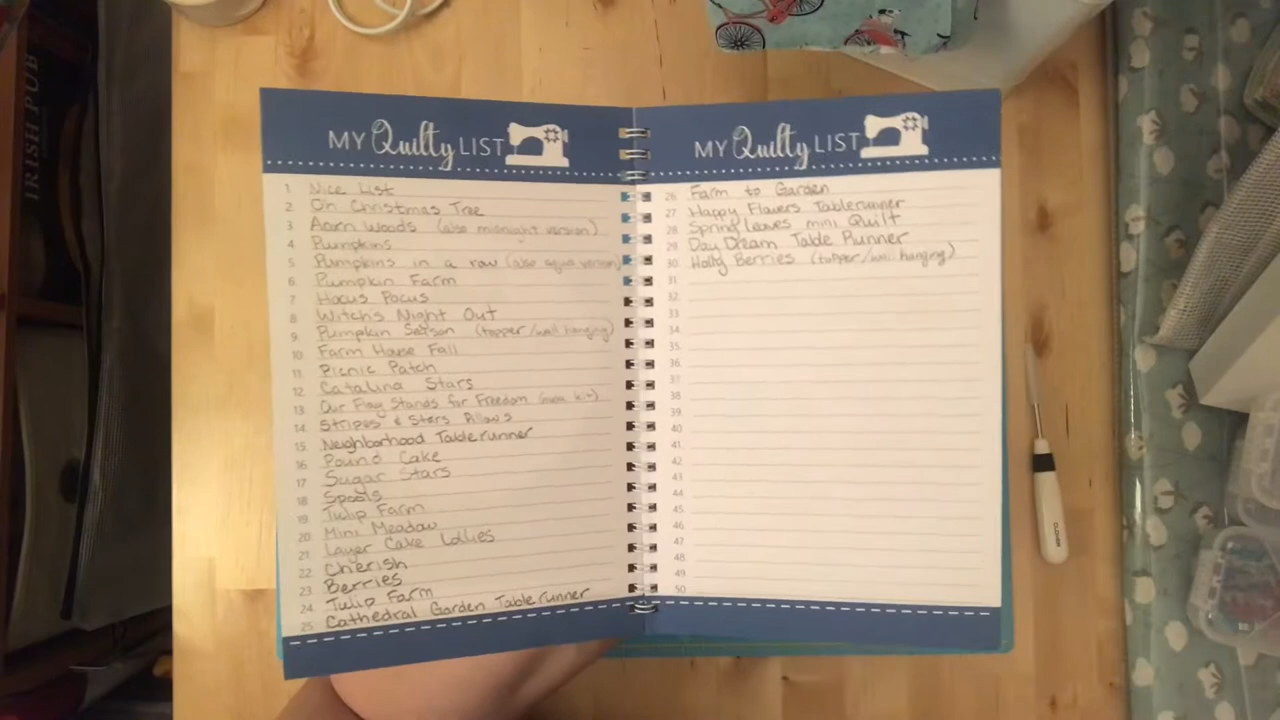 IRISH PUB
MY Quilty LIST
1. Nice List
2. Oh Christmas Tree
3. Acorn Woods (also midnight version)
4. Pumpkins
5. Pumpkins in a row (also aqua version)
6. Pumpkin Farm
7. Hocus Pocus
8. Witch's Night Out
9. Pumpkin Season (topper/wall hanging)
10. Farm House Fall
11. Picnic Patch
12. Catalina Stars
13. Our Flag Stands for Freedom (kit)
14. Stripes & Stars
15. Neighborhood Tablerunner
16. Pound Cake
17. Sugar Stars
18. Spools
19. Tulip Farm
20. Mini Meadow
21. Layer Cake Lollies
22. Cherish
23. Berries
24. Tulip Farm
25. Cathedral Garden Tablerunner
MY Quilty LIST
26. Farm to Garden
27. Happy Flowers Tablerunner
28. Spring leaves mini Quilt
29. Day Dream Table Runner
30. Holly Berries (topper/wall hanging)
31.
32.
33.
34.
35.
36.
37.
38.
39.
40.
41.
42.
43.
44.
45.
46.
47.
48.
49.
50.
CLOVER